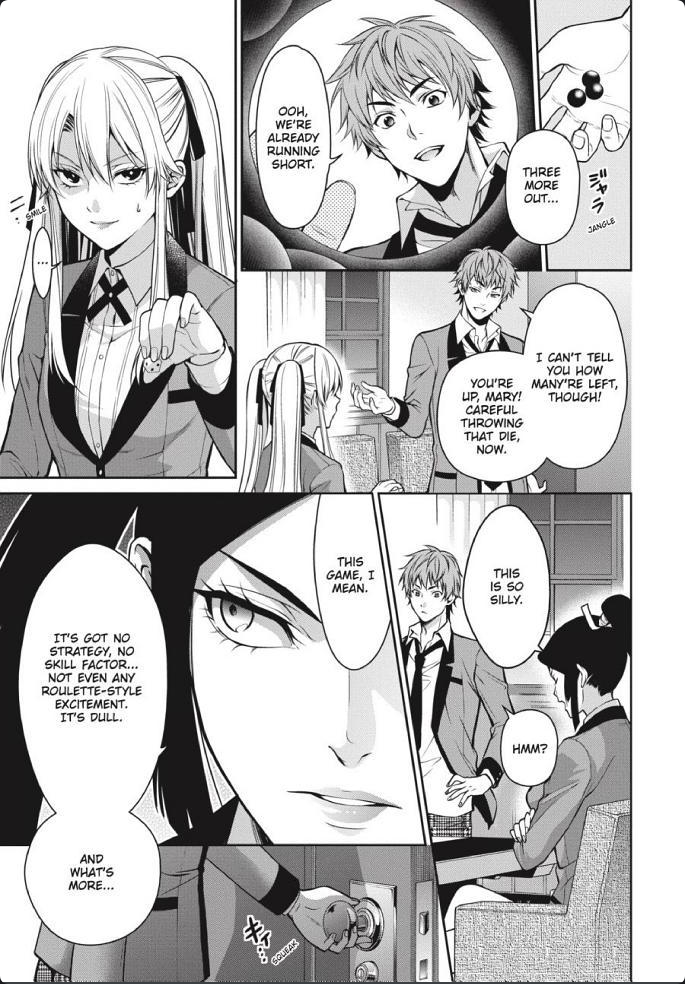 ジャラ
JANGLE
THREE
MORE
OUT...
OOH,
WE'RE
ALREADY
RUNNING
SHORT.
SMILE
...
I CAN'T TELL
YOU HOW
MANY'RE LEFT,
THOUGH!
YOU'RE
UP, MARY!
CAREFUL
THROWING
THAT DIE,
NOW.
THIS
IS SO
SILLY.
HMM?
THIS
GAME, I
MEAN.
IT'S GOT NO
STRATEGY, NO
SKILL FACTOR...
NOT EVEN ANY
ROULETTE-STYLE
EXCITEMENT.
IT'S DULL.
AND
WHAT'S
MORE...
キィ...
SQUEAK